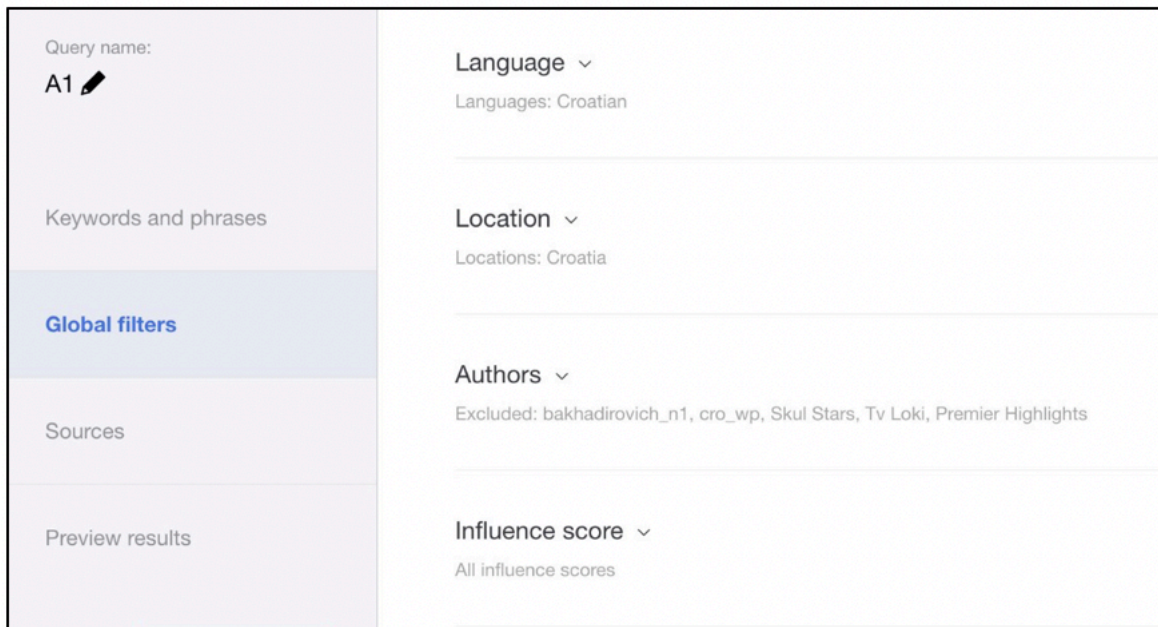 Query name:
A1
Keywords and phrases
Global filters
Sources
Preview results
Language
Languages: Croatian
Location
Locations: Croatia
Authors
Excluded: bakhadirovich_n1, cro_wp, Skul Stars, Tv Loki, Premier Highlights
Influence score
All influence scores